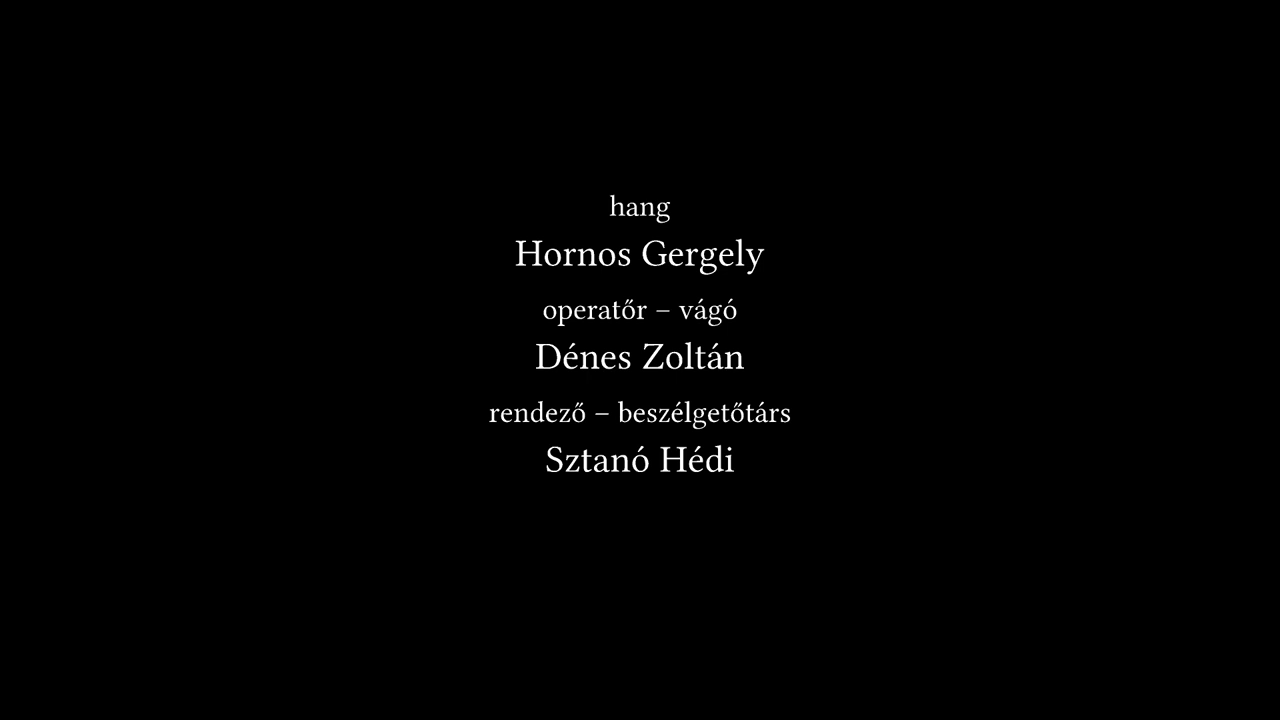 hang
Hornos Gergely
operatőr – vágó
Dénes Zoltán
rendező – beszélgetőtárs
Sztanó Hédi